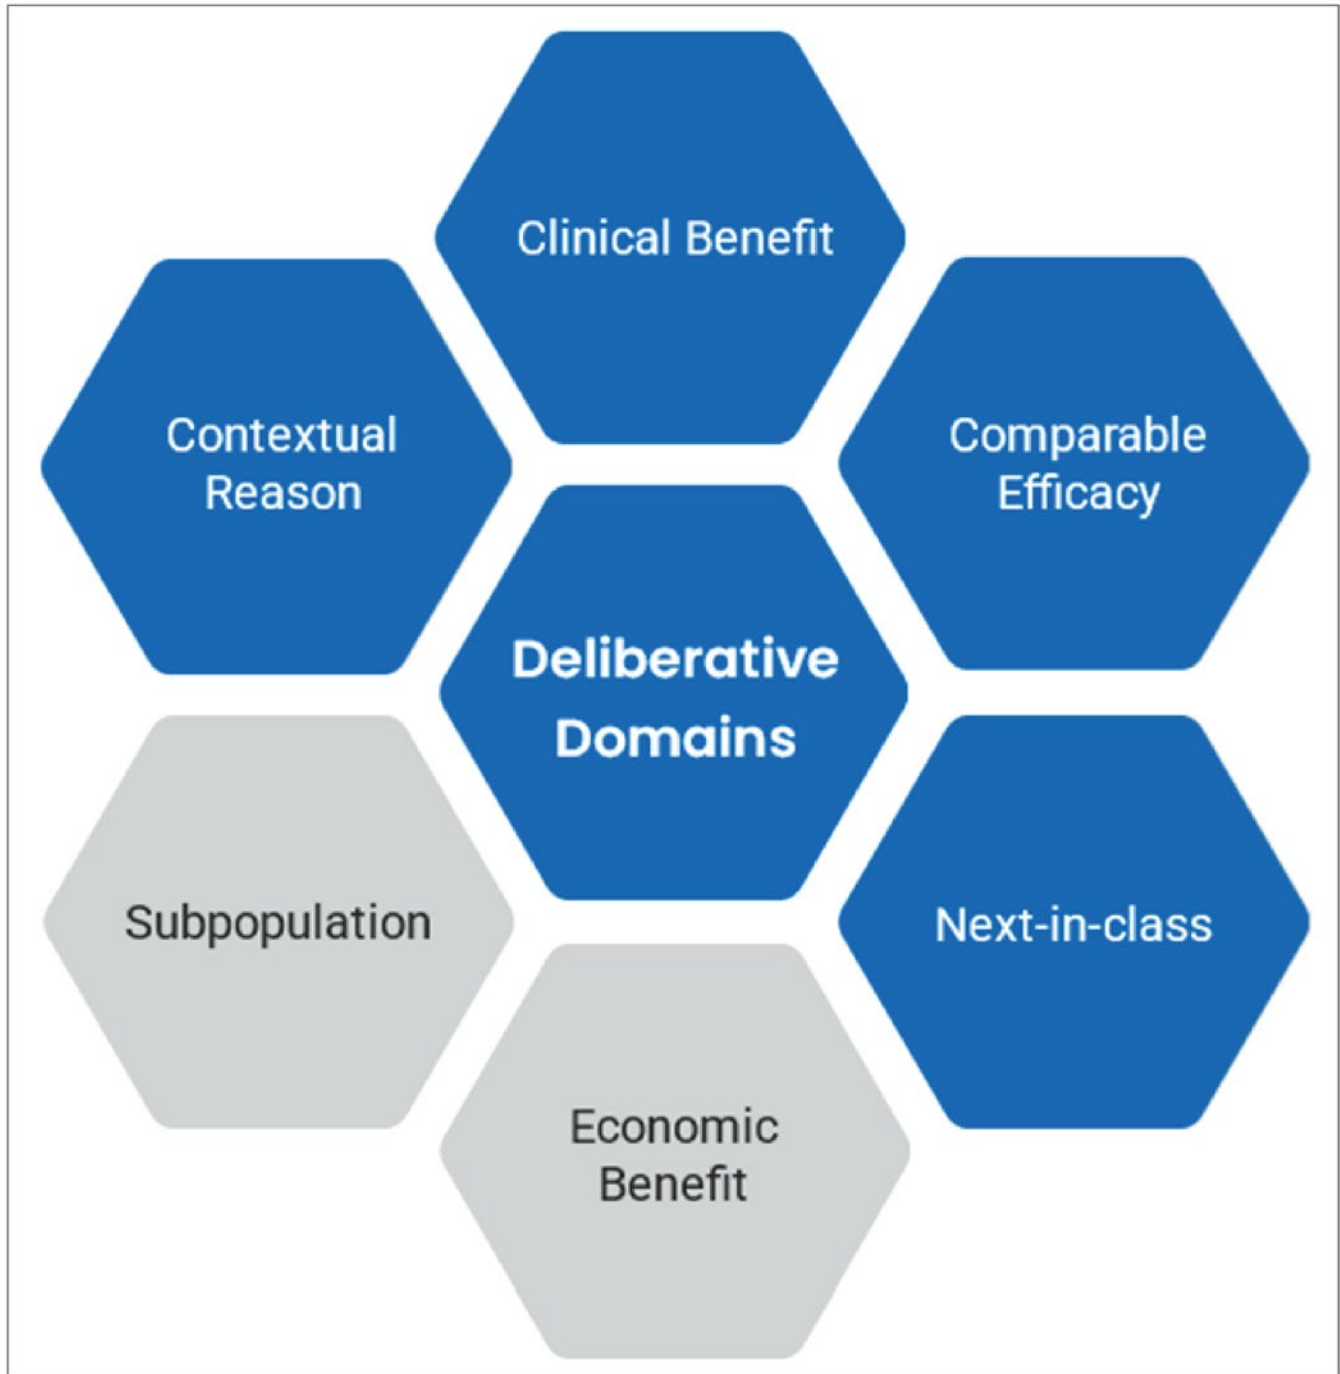 Clinical Benefit
Contextual
Reason
Comparable
Efficacy
Deliberative
Domains
Subpopulation
Next-in-class
Economic
Benefit